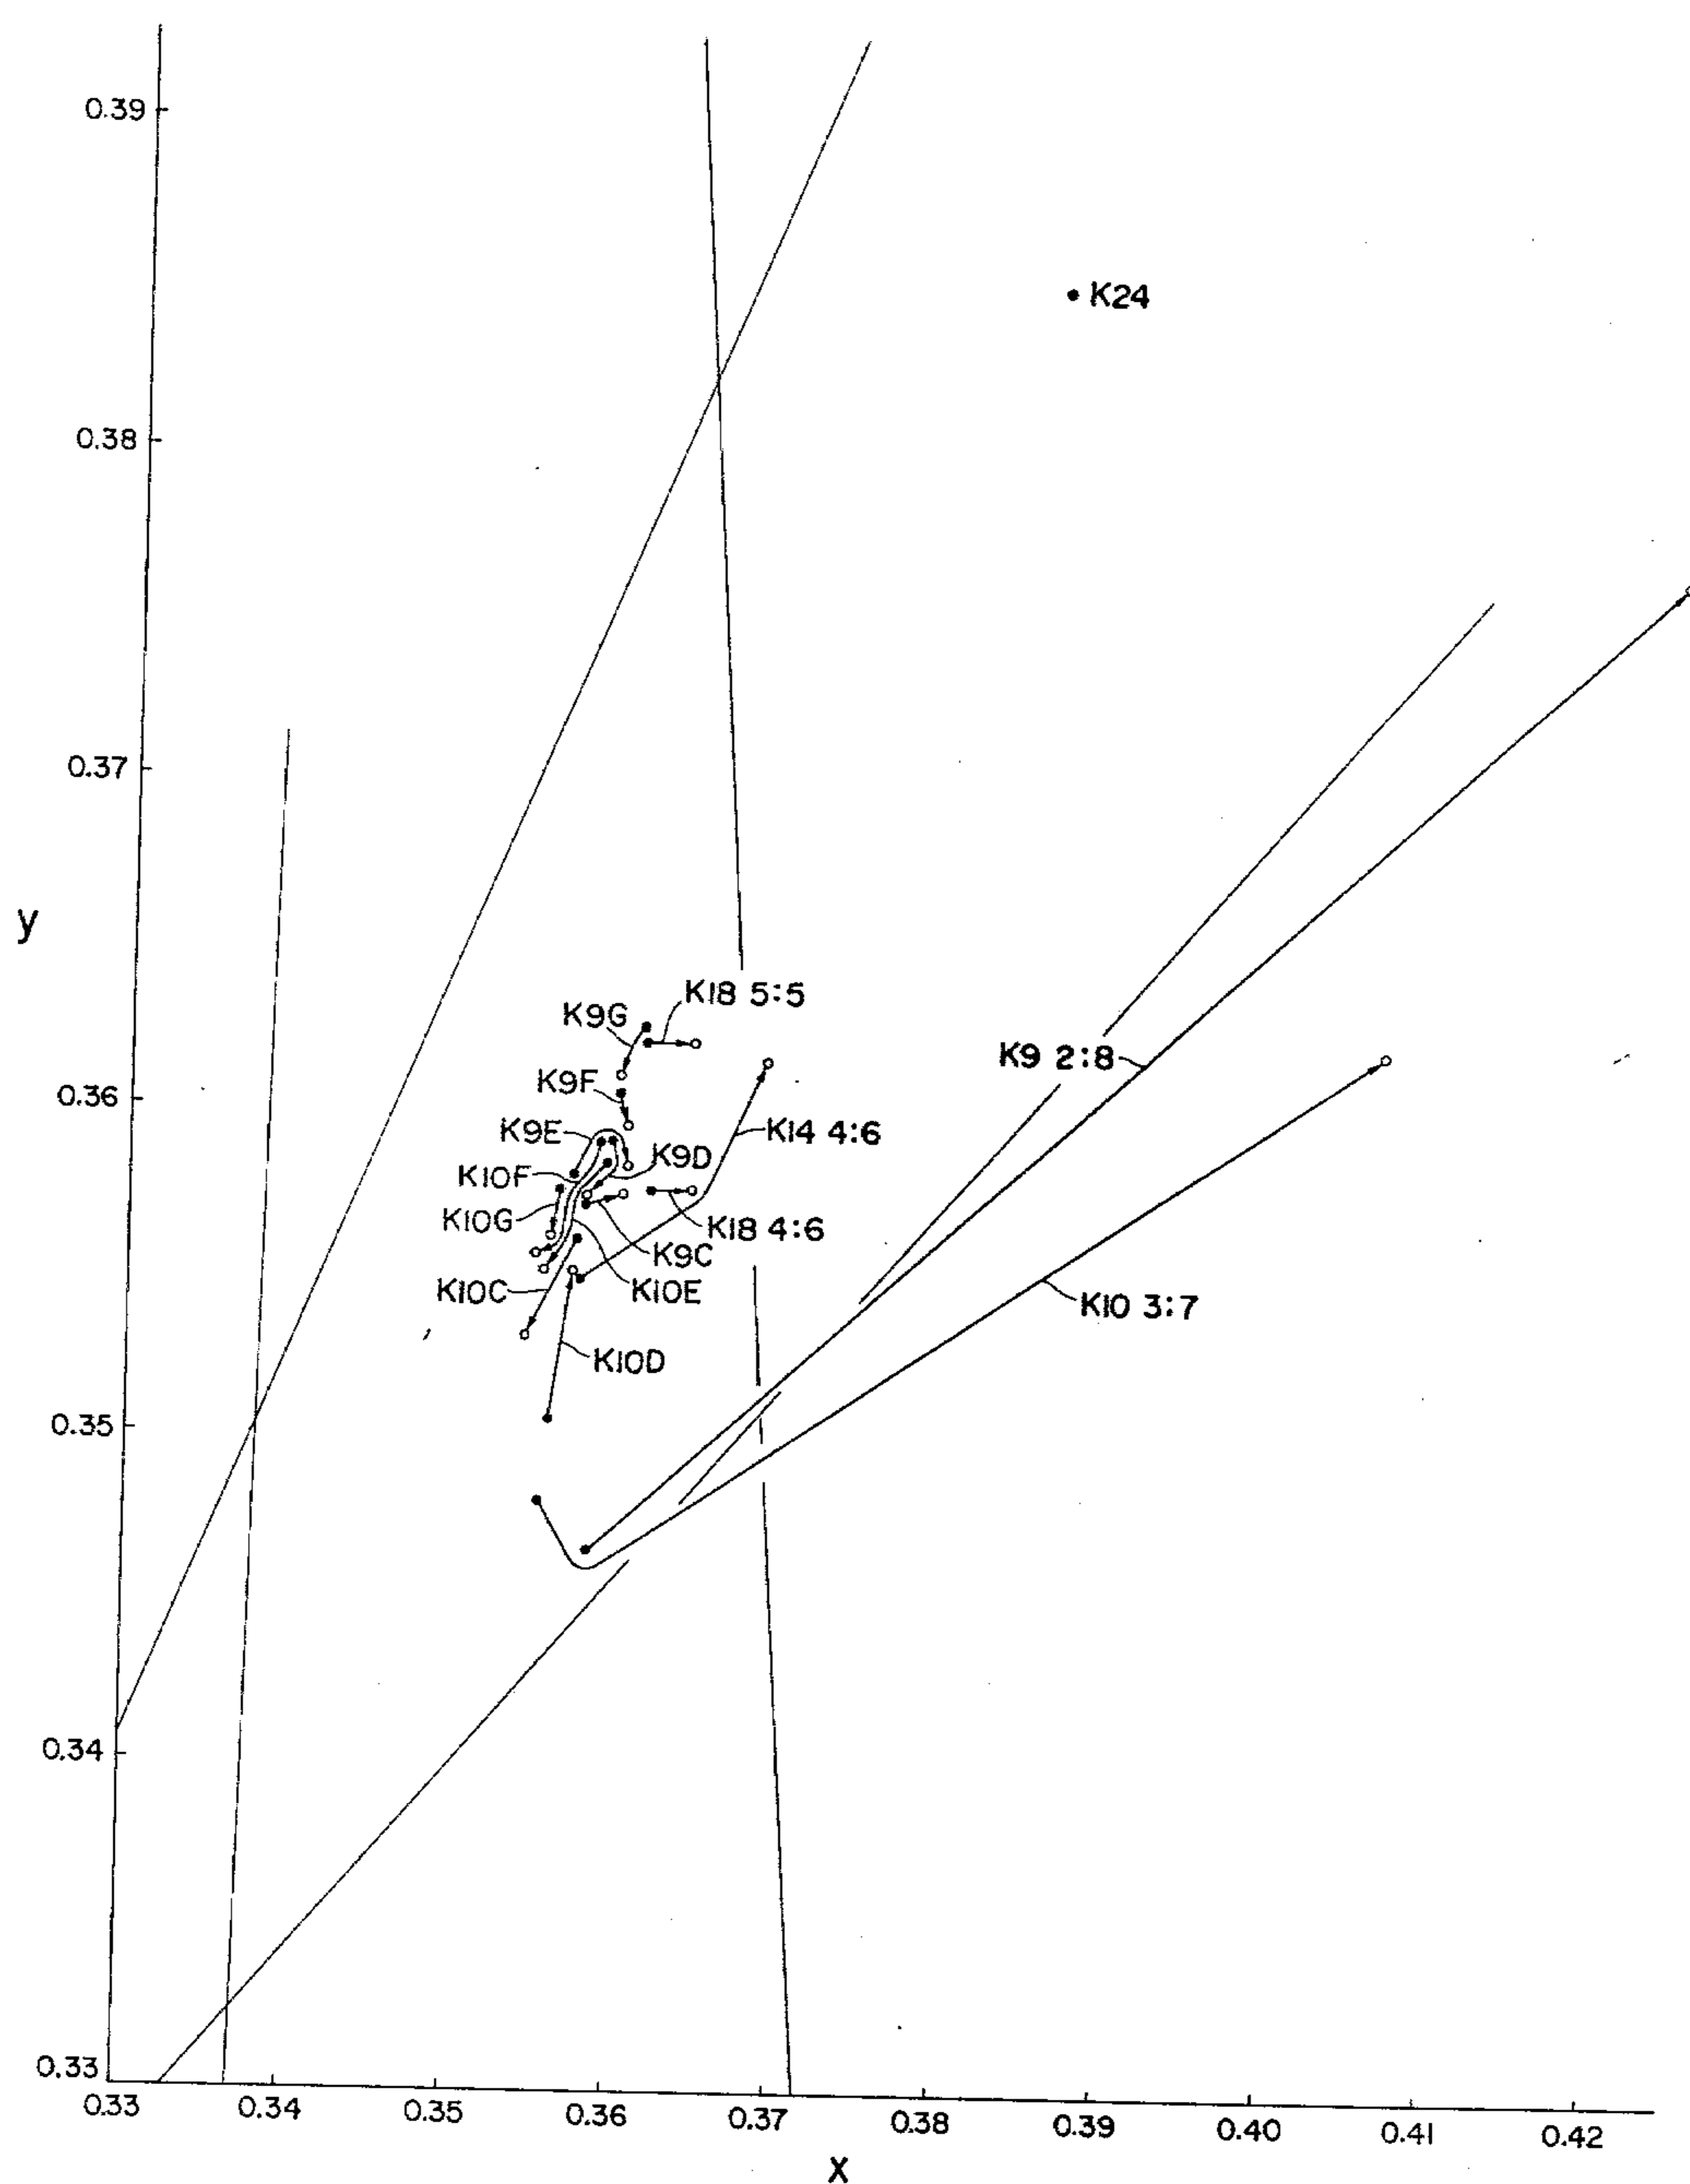 0.39
K24
0.38
0.37
y
K18 5:5
K9G
K9 2:8
K9F
0.36
K9E
K14 4:6
K9D
K10F
K10G
K18 4:6
K9C
K10C
K10E
K10 3:7
K10D
0.35
0.34
0.33
0.33
0.34
0.35
0.36
0.37
0.38
0.39
0.40
0.41
0.42
x